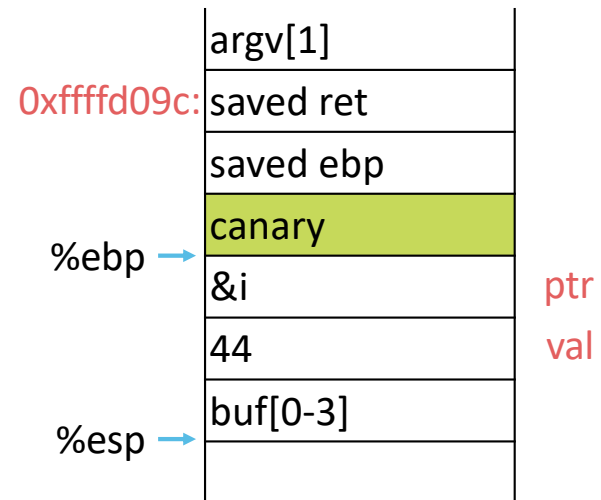 argv[1]
0xffffd09c: saved ret
saved ebp
canary
%ebp
&i ptr
44 val
buf[0-3]
%esp